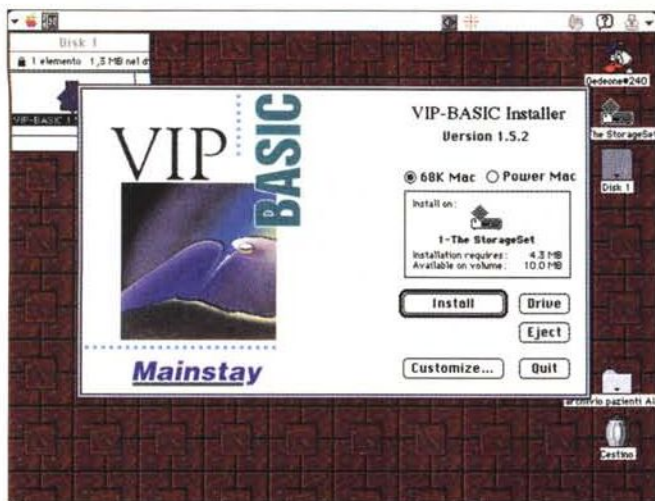 Disk 1
1 elemento 1,3 MB nel d
VIP-BASIC 1.5
VIP
BASIC
Mainstay
VIP-BASIC Installer
Version 1.5.2
68K Mac Power Mac
Install on:
1-The StorageSet
Installation requires: 4.3 MB
Available on volume: 10.0 MB
Install
Drive
Eject
Customize...
Quit
Gedeone#240
The StorageSet
Disk 1
archivio pazienti Al
Cestino